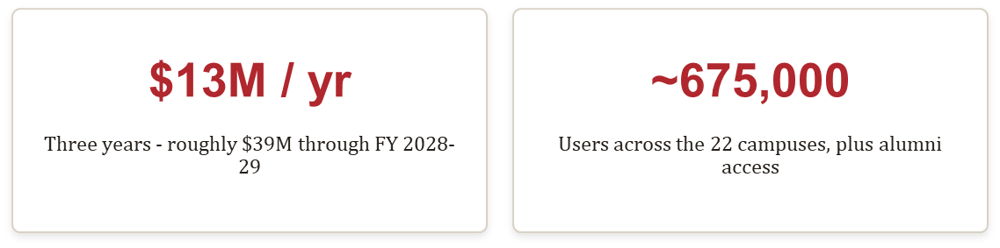 $13M / yr
Three years - roughly $39M through FY 2028-
29
~675,000
Users across the 22 campuses, plus alumni
access